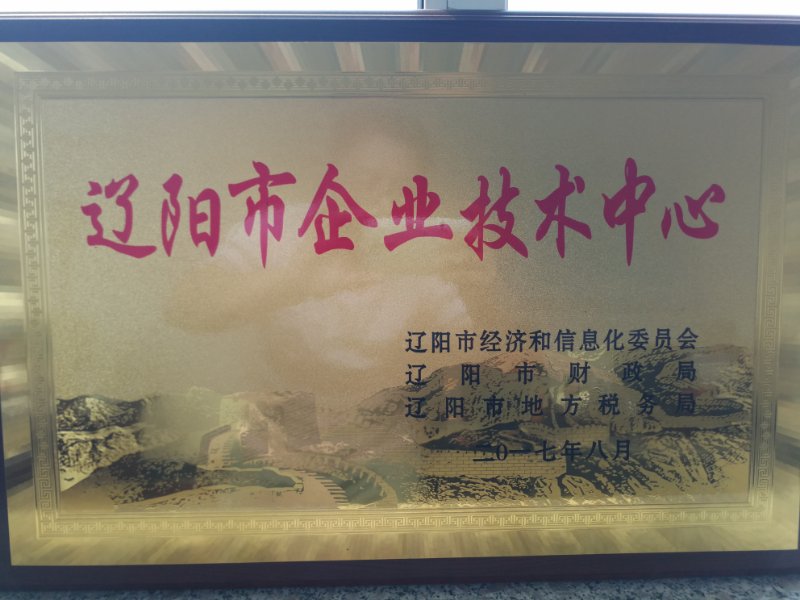 辽阳市企业技术中心
辽阳市经济和信息化委员会
辽阳市财政局
辽阳市地方税务局
二0一七年八月